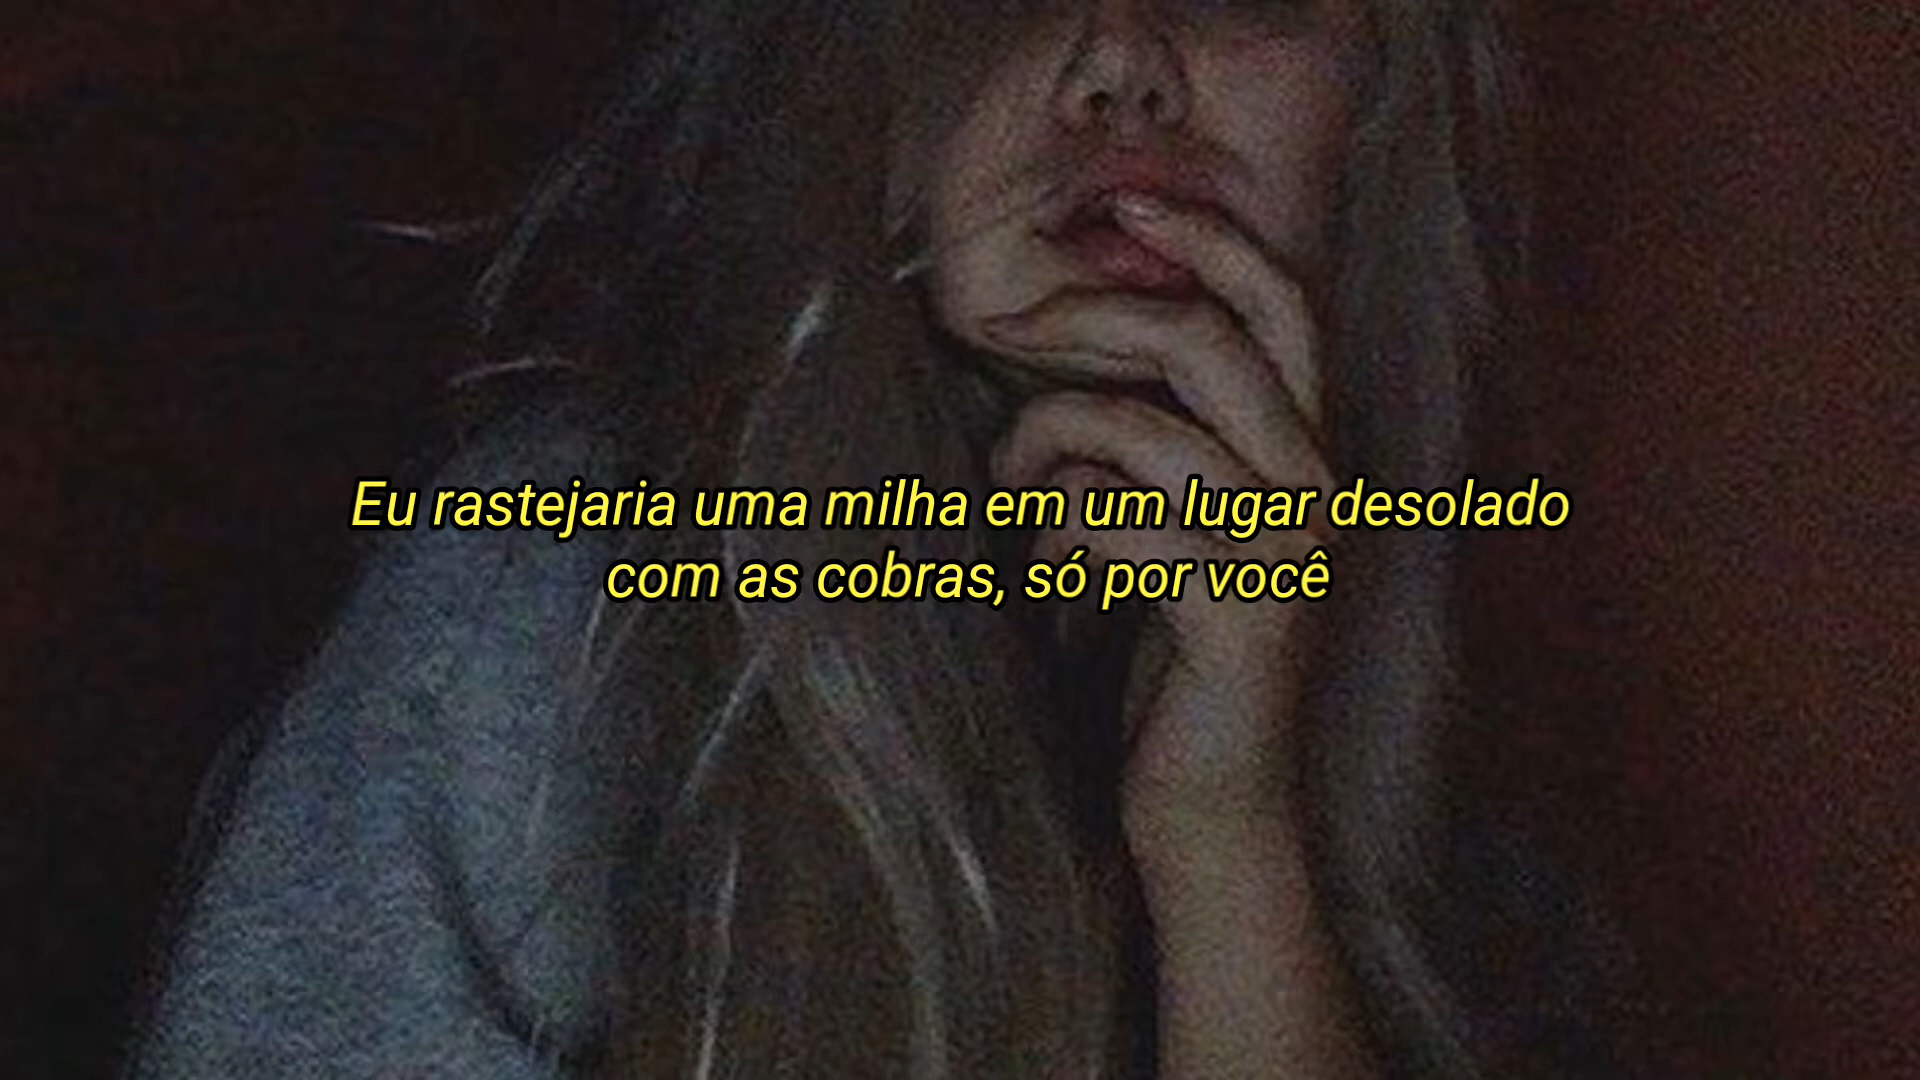 Eu rastejaria uma milha em um lugar desolado
com as cobras, só por você